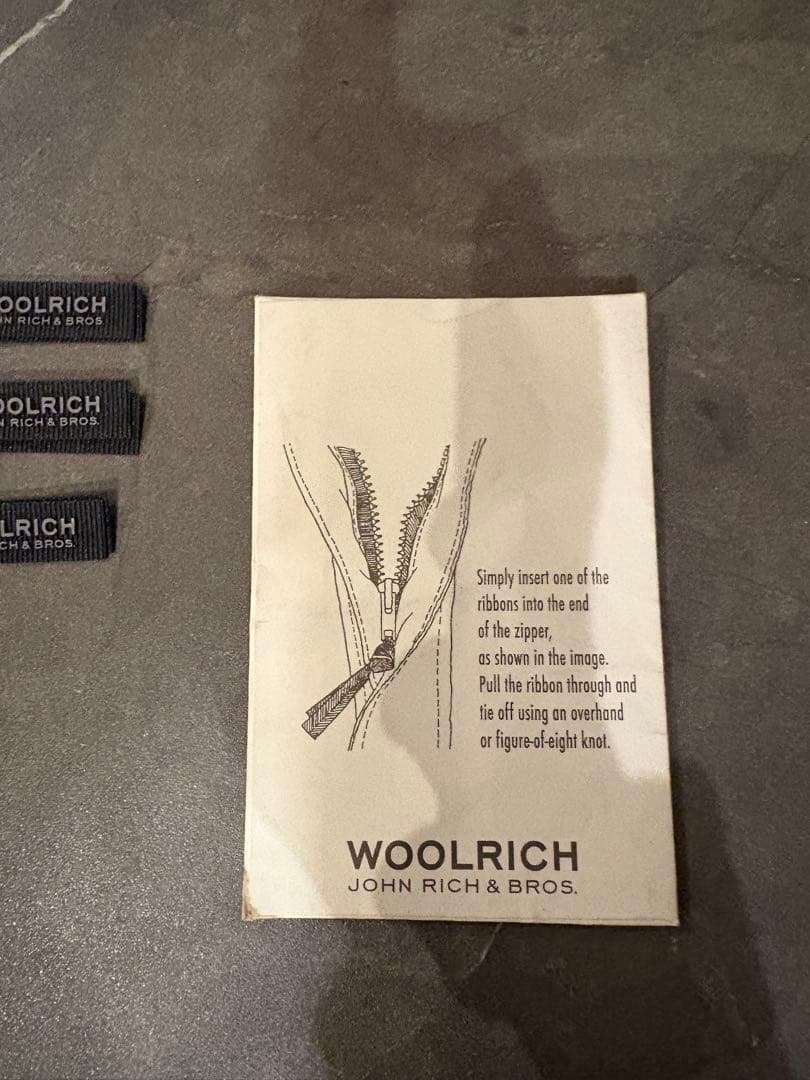 OOLRICH
N RICH & BROS.
OOLRICH
N RICH & BROS.
LRICH
CH & BROS.
Simply insert one of the
ribbons into the end
of the zipper,
as shown in the image.
Pull the ribbon through and
tie off using an overhand
or figure-of-eight knot.
WOOLRICH
JOHN RICH & BROS.